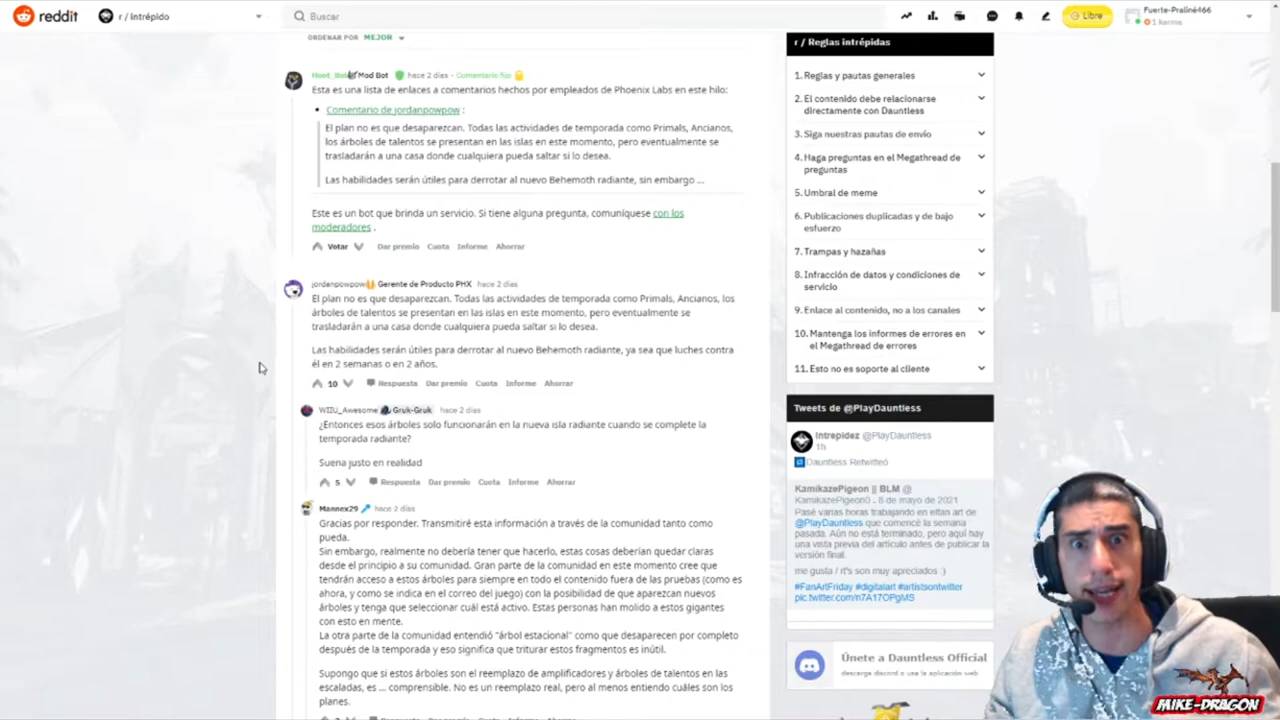 reddit
r / Intrépido
Buscar
Libre
Fuerte-Praliné466
1 karma
ORDENAR POR MEJOR
Hoot_Bot Mod Bot hace 2 días · Comentario fijo
Esta es una lista de enlaces a comentarios hechos por empleados de Phoenix Labs en este hilo:
• Comentario de jordanpowpow :
El plan no es que desaparezcan. Todas las actividades de temporada como Primals, Ancianos,
los árboles de talentos se presentan en las islas en este momento, pero eventualmente se
trasladarán a una casa donde cualquiera pueda saltar si lo desea.
Las habilidades serán útiles para derrotar al nuevo Behemoth radiante, sin embargo ...
Este es un bot que brinda un servicio. Si tiene alguna pregunta, comuníquese con los
moderadores .
Votar Dar premio Cuota Informe Ahorrar
jordanpowpow Gerente de Producto PHX hace 2 días
El plan no es que desaparezcan. Todas las actividades de temporada como Primals, Ancianos, los
árboles de talentos se presentan en las islas en este momento, pero eventualmente se
trasladarán a una casa donde cualquiera pueda saltar si lo desea.
Las habilidades serán útiles para derrotar al nuevo Behemoth radiante, ya sea que luches contra
él en 2 semanas o en 2 años.
10 Respuesta Dar premio Cuota Informe Ahorrar
WIIU_Awesome Gruk-Gruk hace 2 días
¿Entonces esos árboles solo funcionarán en la nueva isla radiante cuando se complete la
temporada radiante?
Suena justo en realidad
5 Respuesta Dar premio Cuota Informe Ahorrar
Mannex29 hace 2 días
Gracias por responder. Transmitiré esta información a través de la comunidad tanto como
pueda.
Sin embargo, realmente no debería tener que hacerlo, estas cosas deberían quedar claras
desde el principio a su comunidad. Gran parte de la comunidad en este momento cree que
tendrán acceso a estos árboles para siempre en todo el contenido fuera de las pruebas (como es
ahora, y como se indica en el correo del juego) con la posibilidad de que aparezcan nuevos
árboles y tenga que seleccionar cuál está activo. Estas personas han molido a estos gigantes
con esto en mente.
La otra parte de la comunidad entendió "árbol estacional" como que desaparecen por completo
después de la temporada y eso significa que triturar estos fragmentos es inútil.
Supongo que si estos árboles son el reemplazo de amplificadores y árboles de talentos en las
escaladas, es ... comprensible. No es un reemplazo real, pero al menos entiendo cuáles son los
planes.
r / Reglas intrépidas
1. Reglas y pautas generales
2. El contenido debe relacionarse
directamente con Dauntless
3. Siga nuestras pautas de envío
4. Haga preguntas en el Megathread de
preguntas
5. Umbral de meme
6. Publicaciones duplicadas y de bajo
esfuerzo
7. Trampas y hazañas
8. Infracción de datos y condiciones de
servicio
9. Enlace al contenido, no a los canales
10. Mantenga los informes de errores en
el Megathread de errores
11. Esto no es soporte al cliente
Tweets de @PlayDauntless
Intrepidez @PlayDauntless
1h
Dauntless Retwitteó
KamikazePigeon || BLM @
KamikazePigeon0 · 8 de mayo de 2021
Pasé varias horas trabajando en elfan art de
@PlayDauntless que comencé la semana
pasada. Aún no está terminado, pero aquí hay
una vista previa del artículo antes de publicar la
versión final.
me gusta / rt's son muy apreciados :)
#FanArtFriday #digitalart #artistsontwitter
pic.twitter.com/n7A17OPgMS
Únete a Dauntless Official
descarga discord o usa la aplicación web
MIKE-DRAGON